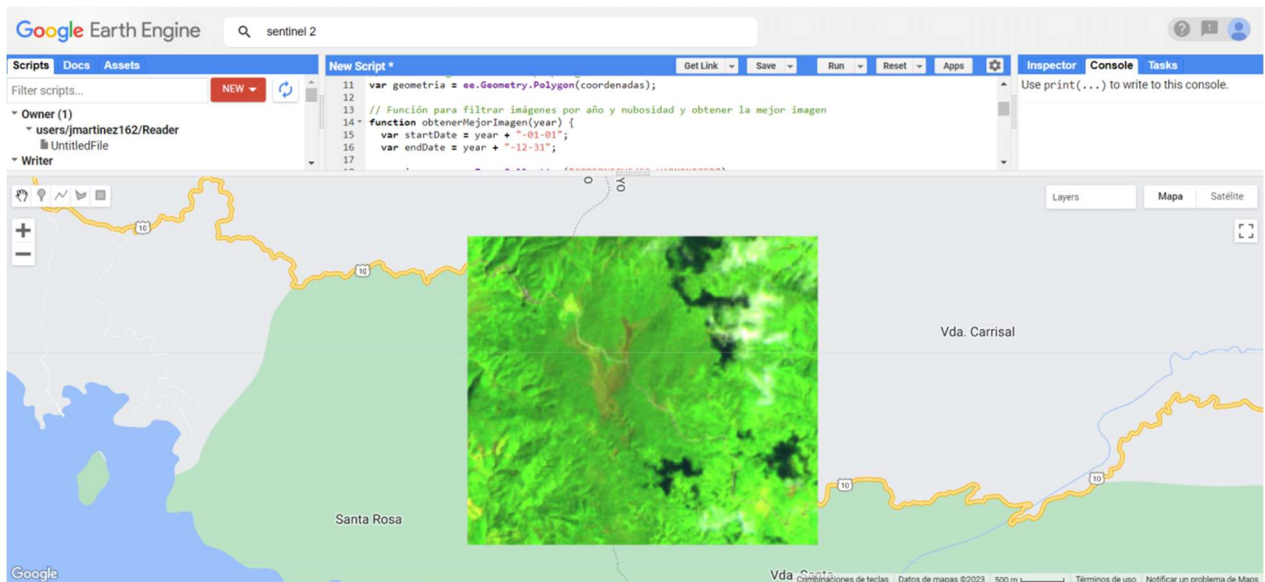 Google Earth Engine
sentinel 2
Scripts Docs Assets
Filter scripts...
NEW
Owner (1)
users/jmartinez162/Reader
UntitledFile
Writer
New Script *
Get Link Save Run Reset Apps
11 var geometria = ee.Geometry.Polygon(coordenadas);
12
13 // Función para filtrar imágenes por año y nubosidad y obtener la mejor imagen
14 function obtenerMejorImagen(year) {
15 var startDate = year + "-01-01";
16 var endDate = year + "-12-31";
17
Inspector Console Tasks
Use print(...) to write to this console.
Layers
Mapa Satélite
O
YO
10
10
Vda. Carrisal
10
10
Santa Rosa
Vda. Santa
Google
Combinaciones de teclas Datos de mapas ©2023 500 m Términos de uso Notificar un problema de Maps